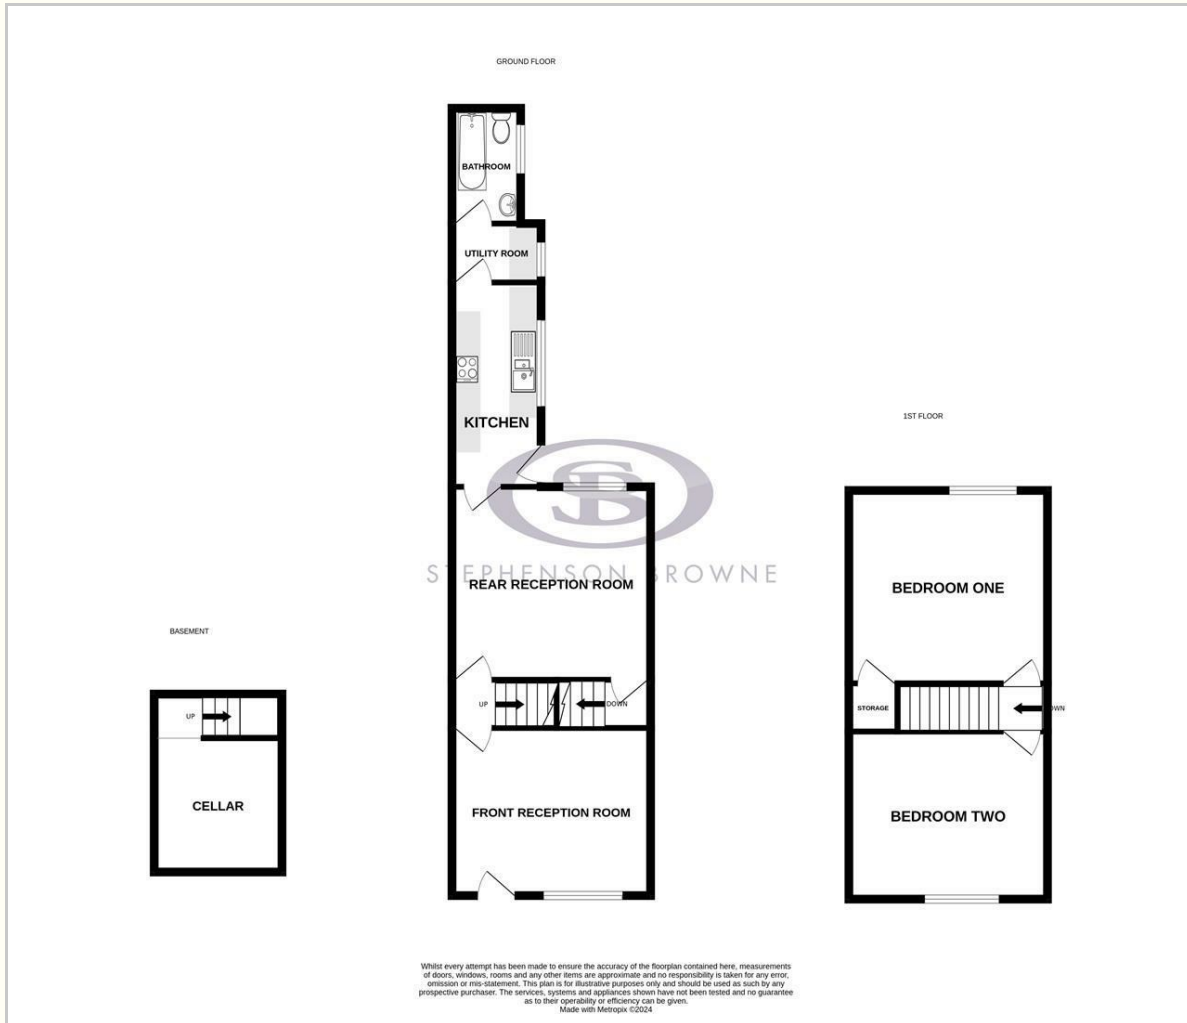 GROUND FLOOR
BATHROOM
UTILITY ROOM
KITCHEN
1ST FLOOR
SB
STEPHENSON BROWNE
REAR RECEPTION ROOM
BEDROOM ONE
BASEMENT
UP
DOWN
STORAGE
DOWN
UP
CELLAR
FRONT RECEPTION ROOM
BEDROOM TWO
Whilst every attempt has been made to ensure the accuracy of the floorplan contained here, measurements
of doors, windows, rooms and any other items are approximate and no responsibility is taken for any error,
omission or mis-statement. This plan is for illustrative purposes only and should be used as such by any
prospective purchaser. The services, systems and appliances shown have not been tested and no guarantee
as to their operability or efficiency can be given.
Made with Metropix ©2024